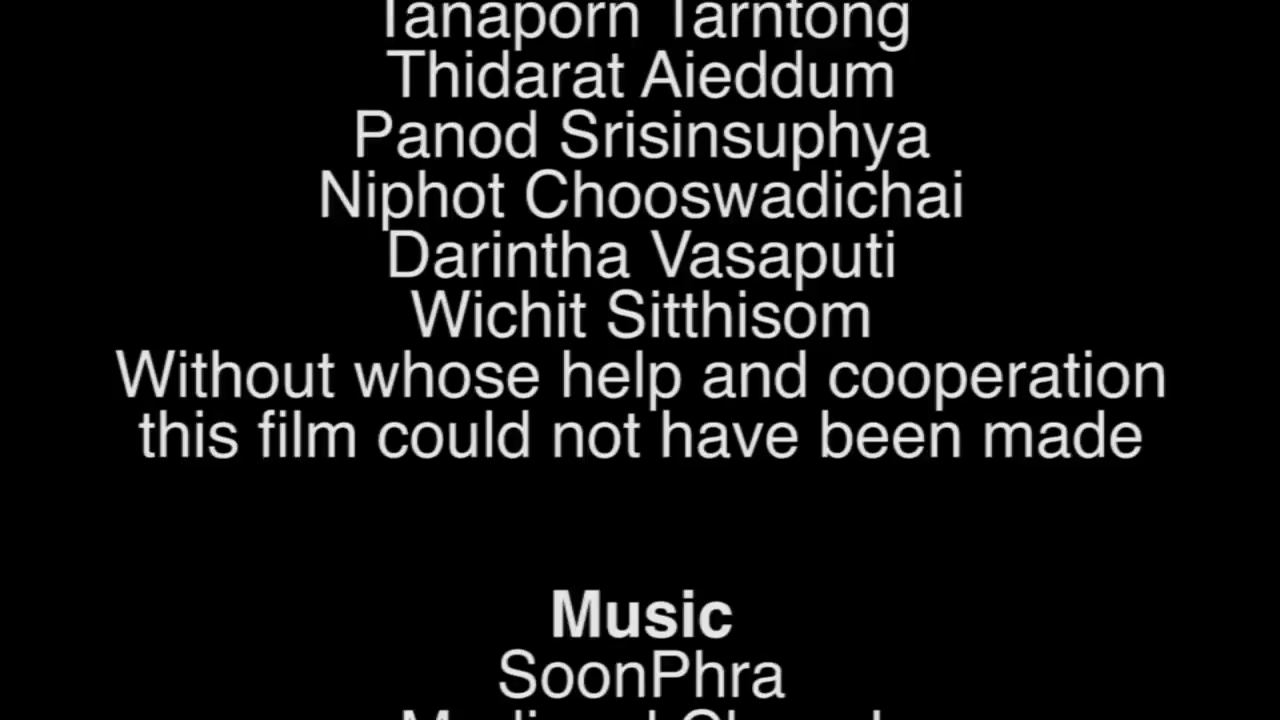 Tanaporn Tarntong
Thidarat Aieddum
Panod Srisinsuphya
Niphot Chooswadichai
Darintha Vasaputi
Wichit Sitthisom
Without whose help and cooperation
this film could not have been made
Music
SoonPhra